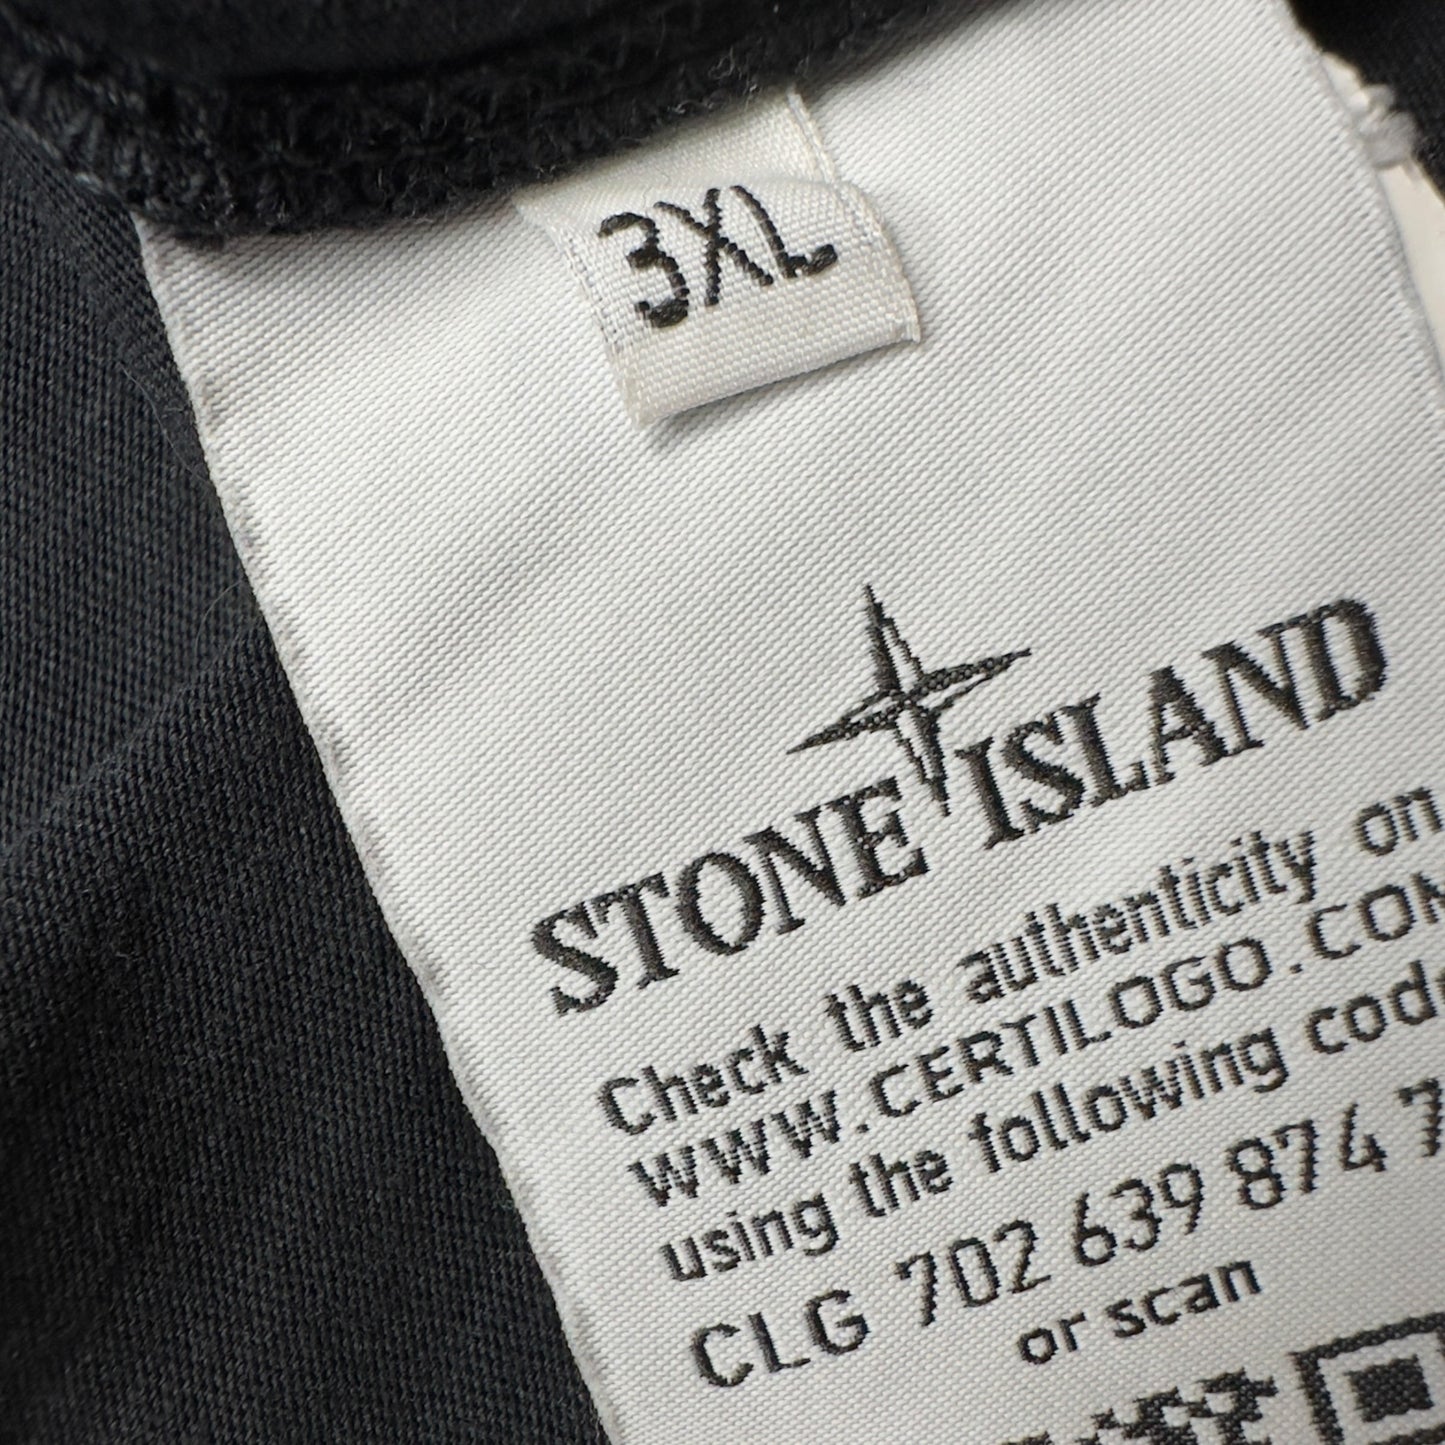 3XL
STONE ISLAND
Check the authenticity on
WWW.CERTILOGO.COM
using the following code
CLG 702 639 874 7
or scan